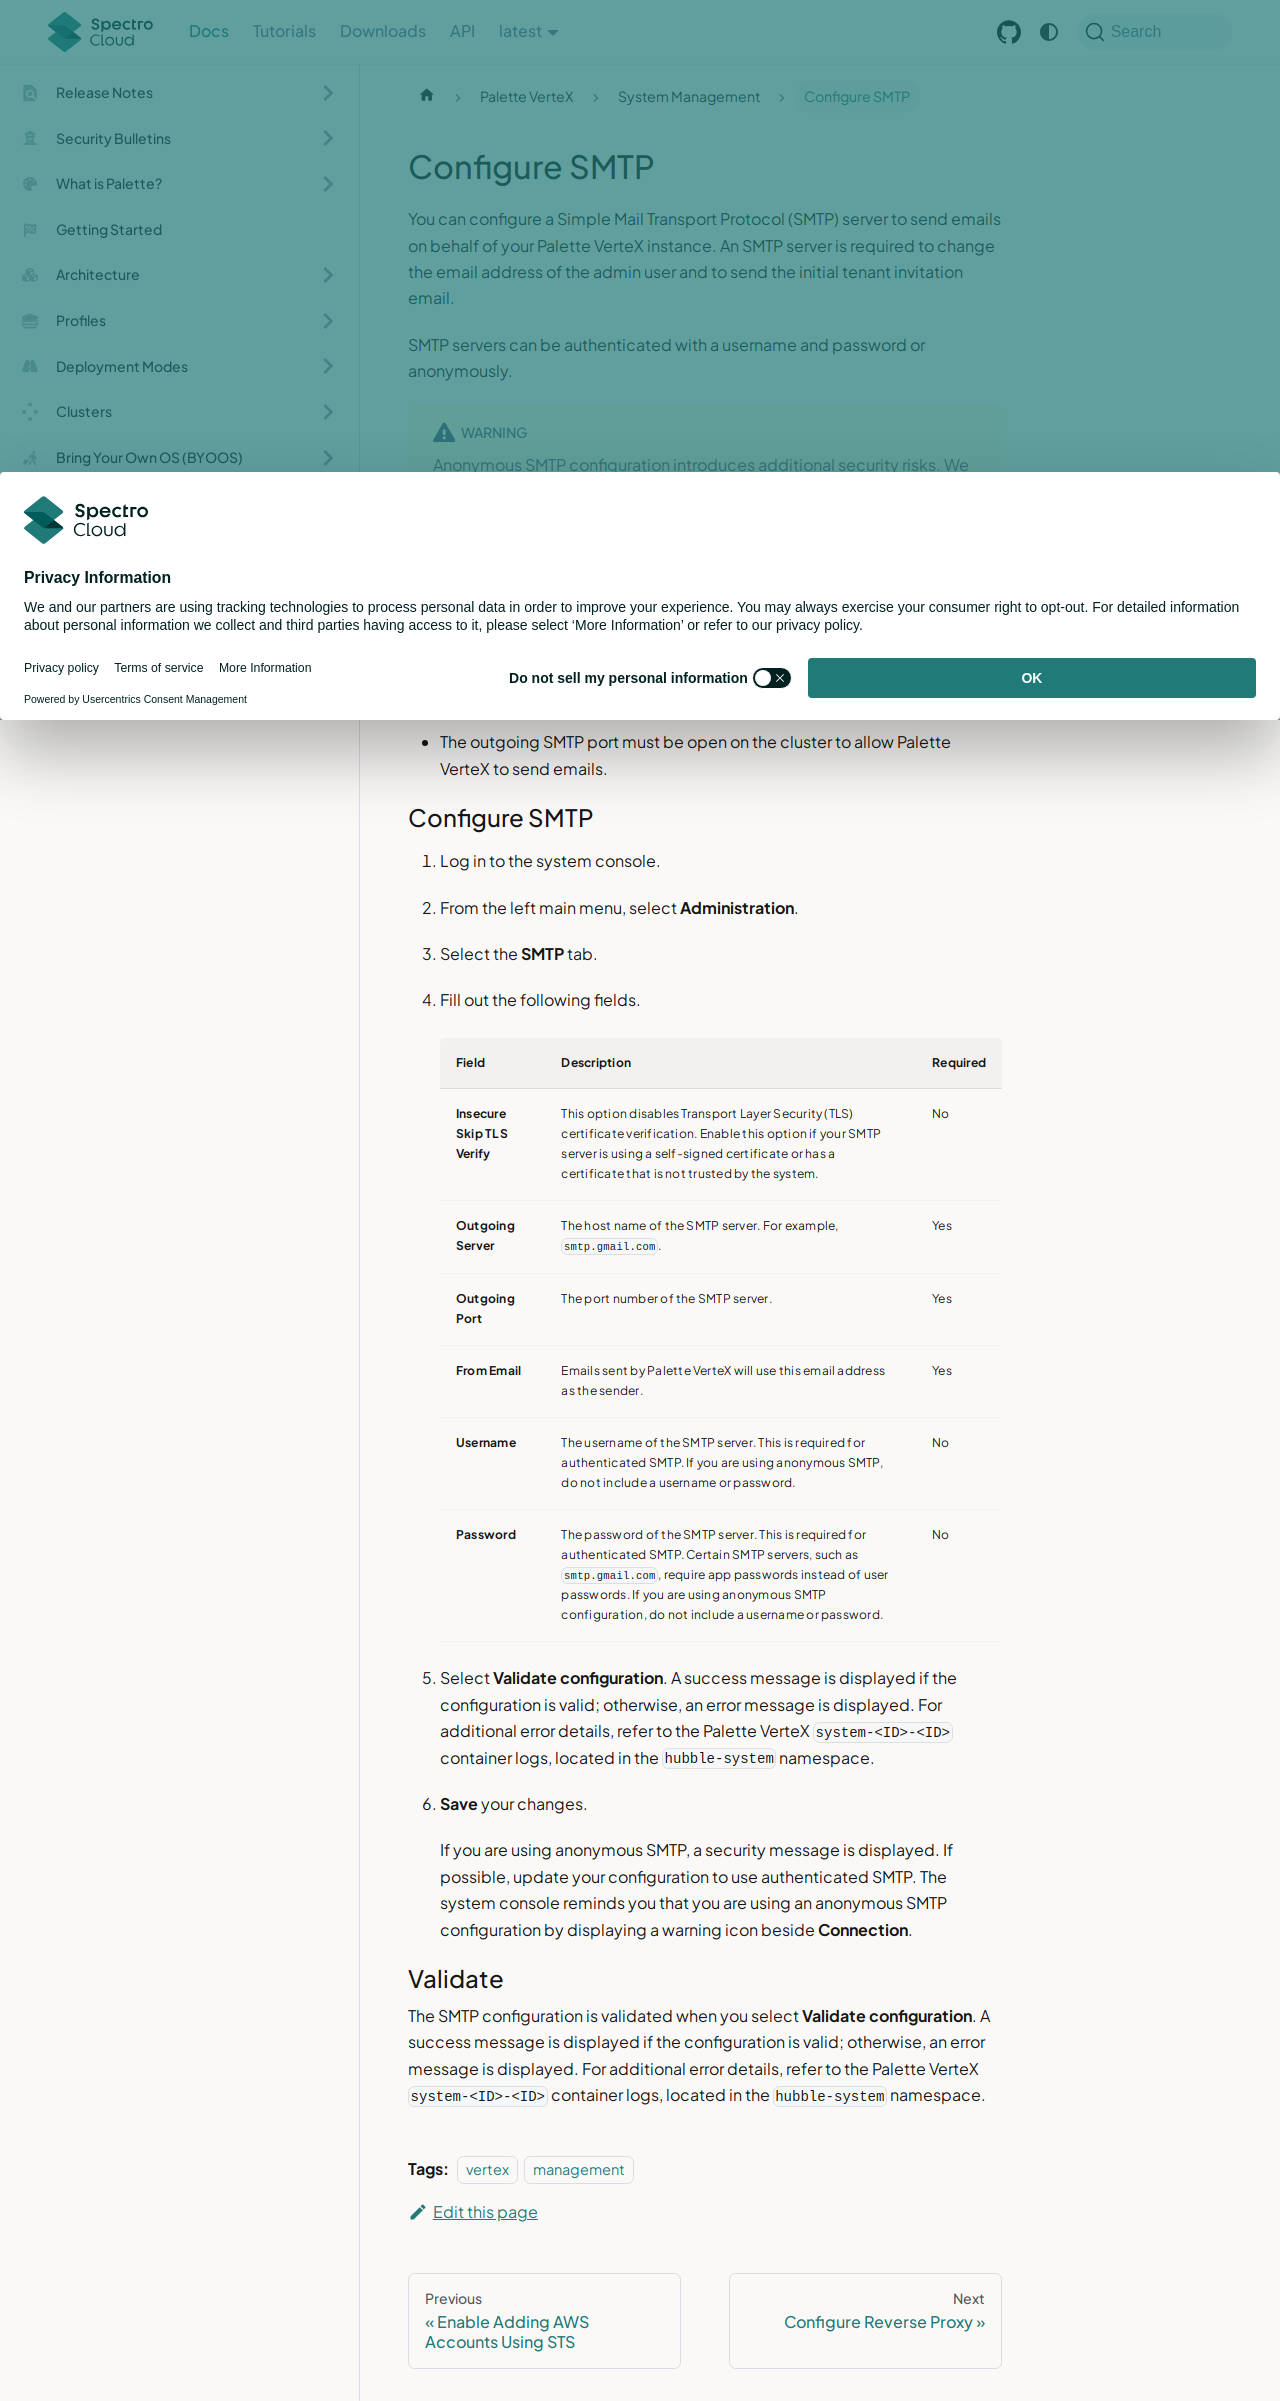 Spectro Cloud
Docs Tutorials Downloads API latest Search
Release Notes
Security Bulletins
What is Palette?
Getting Started
Architecture
Profiles
Deployment Modes
Clusters
Bring Your Own OS (BYOOS)
Palette VerteX System Management Configure SMTP
Configure SMTP
You can configure a Simple Mail Transport Protocol (SMTP) server to send emails
on behalf of your Palette VerteX instance. An SMTP server is required to change
the email address of the admin user and to send the initial tenant invitation
email.
SMTP servers can be authenticated with a username and password or
anonymously.
WARNING
Anonymous SMTP configuration introduces additional security risks. We
Spectro
Cloud
Privacy Information
We and our partners are using tracking technologies to process personal data in order to improve your experience. You may always exercise your consumer right to opt-out. For detailed information
about personal information we collect and third parties having access to it, please select ‘More Information’ or refer to our privacy policy.
Privacy policy Terms of service More Information
Do not sell my personal information
OK
Powered by Usercentrics Consent Management
• The outgoing SMTP port must be open on the cluster to allow Palette
VerteX to send emails.
Configure SMTP
1. Log in to the system console.
2. From the left main menu, select Administration.
3. Select the SMTP tab.
4. Fill out the following fields.
Field Description Required
Insecure Skip TLS Verify This option disables Transport Layer Security (TLS)
certificate verification. Enable this option if your SMTP
server is using a self-signed certificate or has a
certificate that is not trusted by the system. No
Outgoing Server The host name of the SMTP server. For example,
smtp.gmail.com. Yes
Outgoing Port The port number of the SMTP server. Yes
From Email Emails sent by Palette VerteX will use this email address
as the sender. Yes
Username The username of the SMTP server. This is required for
authenticated SMTP. If you are using anonymous SMTP,
do not include a username or password. No
Password The password of the SMTP server. This is required for
authenticated SMTP. Certain SMTP servers, such as
smtp.gmail.com, require app passwords instead of user
passwords. If you are using anonymous SMTP
configuration, do not include a username or password. No
5. Select Validate configuration. A success message is displayed if the
configuration is valid; otherwise, an error message is displayed. For
additional error details, refer to the Palette VerteX system-<ID>-<ID>
container logs, located in the hubble-system namespace.
6. Save your changes.
If you are using anonymous SMTP, a security message is displayed. If
possible, update your configuration to use authenticated SMTP. The
system console reminds you that you are using an anonymous SMTP
configuration by displaying a warning icon beside Connection.
Validate
The SMTP configuration is validated when you select Validate configuration. A
success message is displayed if the configuration is valid; otherwise, an error
message is displayed. For additional error details, refer to the Palette VerteX
system-<ID>-<ID> container logs, located in the hubble-system namespace.
Tags: vertex management
Edit this page
Previous
« Enable Adding AWS
Accounts Using STS
Next
Configure Reverse Proxy »